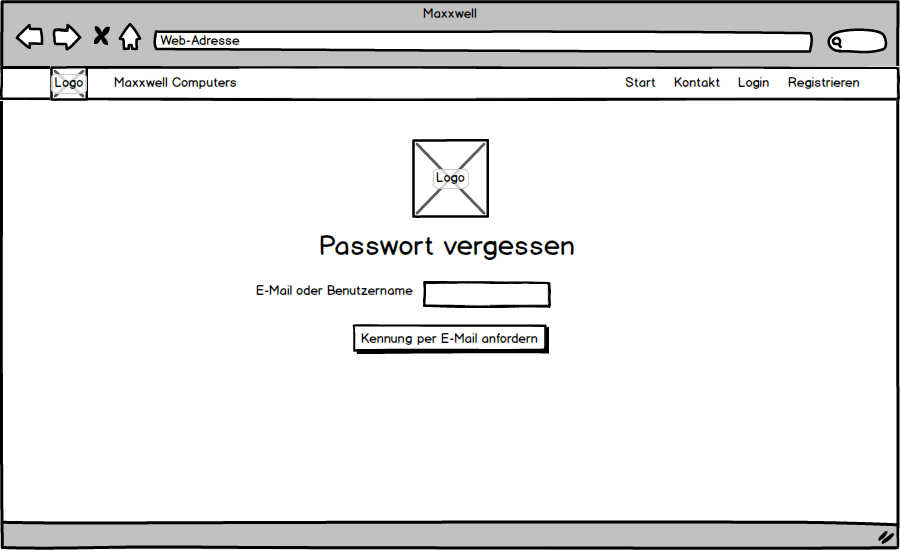 Maxxwell
Web-Adresse
Logo Maxxwell Computers Start Kontakt Login Registrieren
Logo
Passwort vergessen
E-Mail oder Benutzername
Kennung per E-Mail anfordern